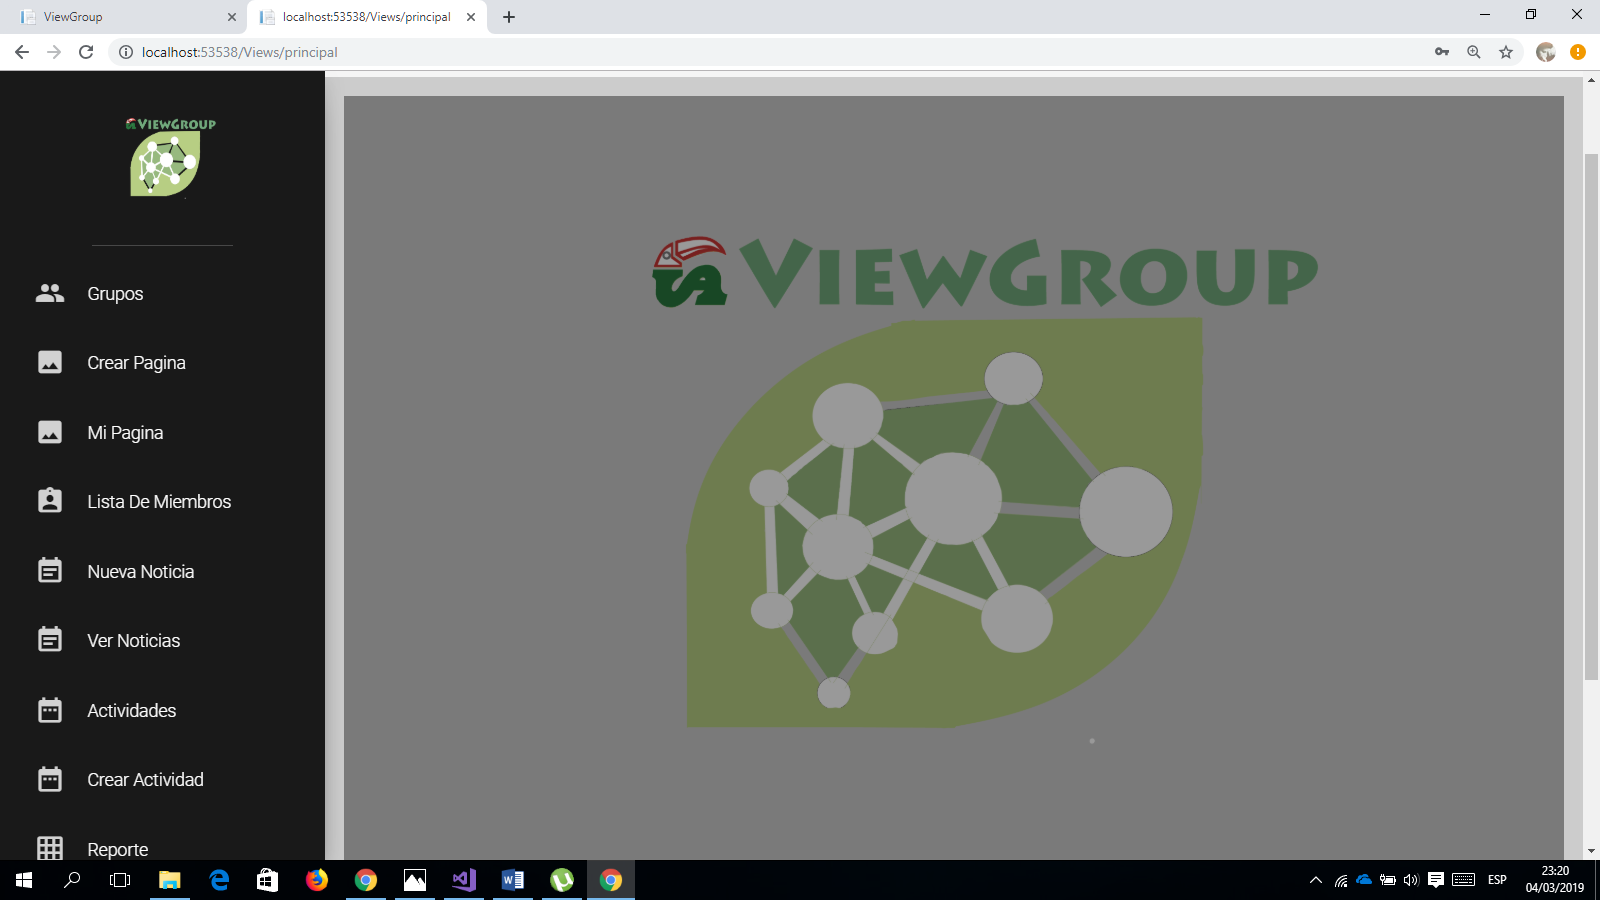 ViewGroup
localhost:53538/Views/principal
localhost:53538/Views/principal
VIEWGROUP
Grupos
Crear Pagina
Mi Pagina
Lista De Miembros
Nueva Noticia
Ver Noticias
Actividades
Crear Actividad
Reporte
VIEWGROUP
ESP
23:20
04/03/2019